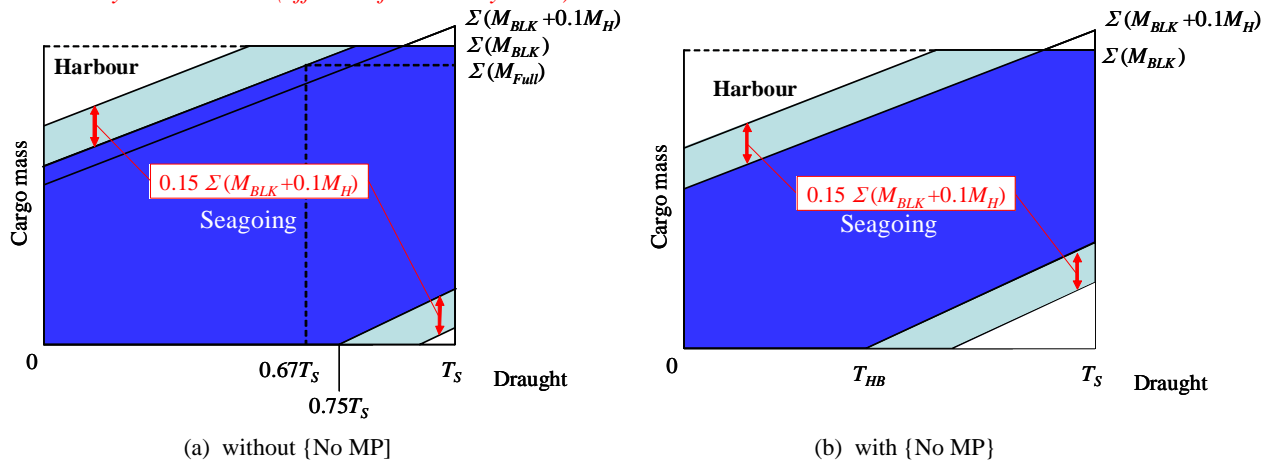 Σ(M_BLK+0.1M_H)
Σ(M_BLK)
Σ(M_Full)
Harbour
Cargo mass
0.15 Σ(M_BLK+0.1M_H)
Seagoing
0
0.67T_S
T_S
Draught
0.75T_S
(a) without {No MP]
Σ(M_BLK+0.1M_H)
Σ(M_BLK)
Harbour
Cargo mass
0.15 Σ(M_BLK+0.1M_H)
Seagoing
0
T_HB
T_S
Draught
(b) with {No MP}